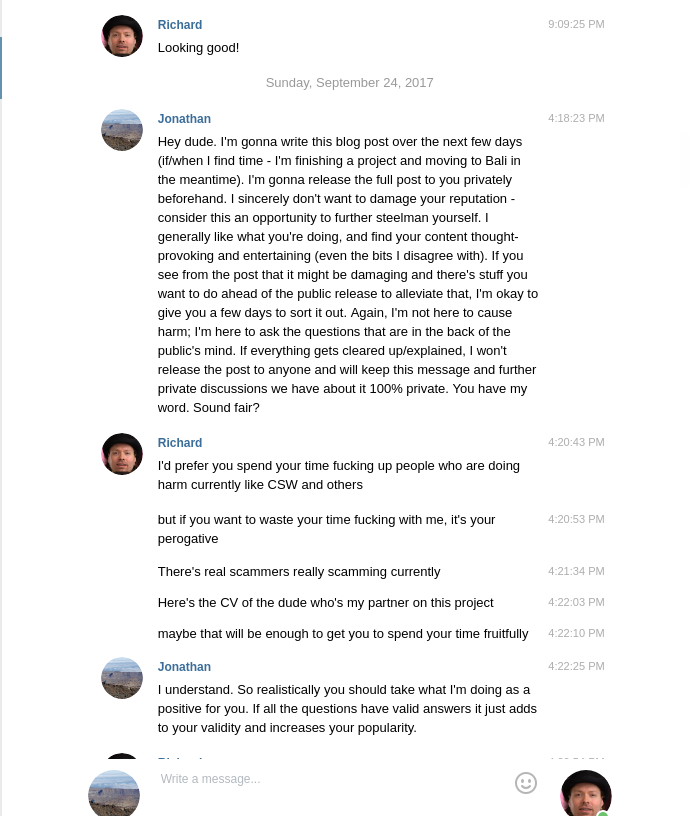 Richard
9:09:25 PM
Looking good!
Sunday, September 24, 2017
Jonathan
4:18:23 PM
Hey dude. I'm gonna write this blog post over the next few days
(if/when I find time - I'm finishing a project and moving to Bali in
the meantime). I'm gonna release the full post to you privately
beforehand. I sincerely don't want to damage your reputation -
consider this an opportunity to further steelman yourself. I
generally like what you're doing, and find your content thought-
provoking and entertaining (even the bits I disagree with). If you
see from the post that it might be damaging and there's stuff you
want to do ahead of the public release to alleviate that, I'm okay to
give you a few days to sort it out. Again, I'm not here to cause
harm; I'm here to ask the questions that are in the back of the
public's mind. If everything gets cleared up/explained, I won't
release the post to anyone and will keep this message and further
private discussions we have about it 100% private. You have my
word. Sound fair?
Richard
4:20:43 PM
I'd prefer you spend your time fucking up people who are doing
harm currently like CSW and others
but if you want to waste your time fucking with me, it's your
4:20:53 PM
perogative
There's real scammers really scamming currently
4:21:34 PM
Here's the CV of the dude who's my partner on this project
4:22:03 PM
maybe that will be enough to get you to spend your time fruitfully
4:22:10 PM
Jonathan
4:22:25 PM
I understand. So realistically you should take what I'm doing as a
positive for you. If all the questions have valid answers it just adds
to your validity and increases your popularity.
Write a message...